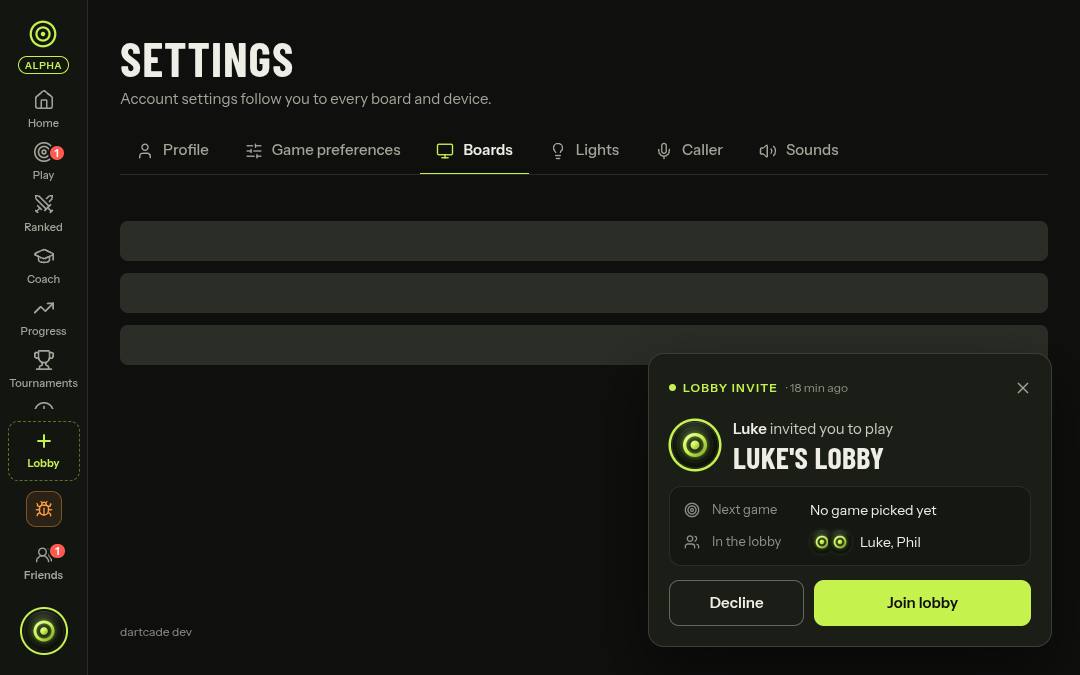 ALPHA
Home
1
Play
Ranked
Coach
Progress
Tournaments
Lobby
1
Friends
SETTINGS
Account settings follow you to every board and device.
Profile
Game preferences
Boards
Lights
Caller
Sounds
LOBBY INVITE · 18 min ago
Luke invited you to play
LUKE'S LOBBY
Next game No game picked yet
In the lobby Luke, Phil
Decline
Join lobby
dartcade dev